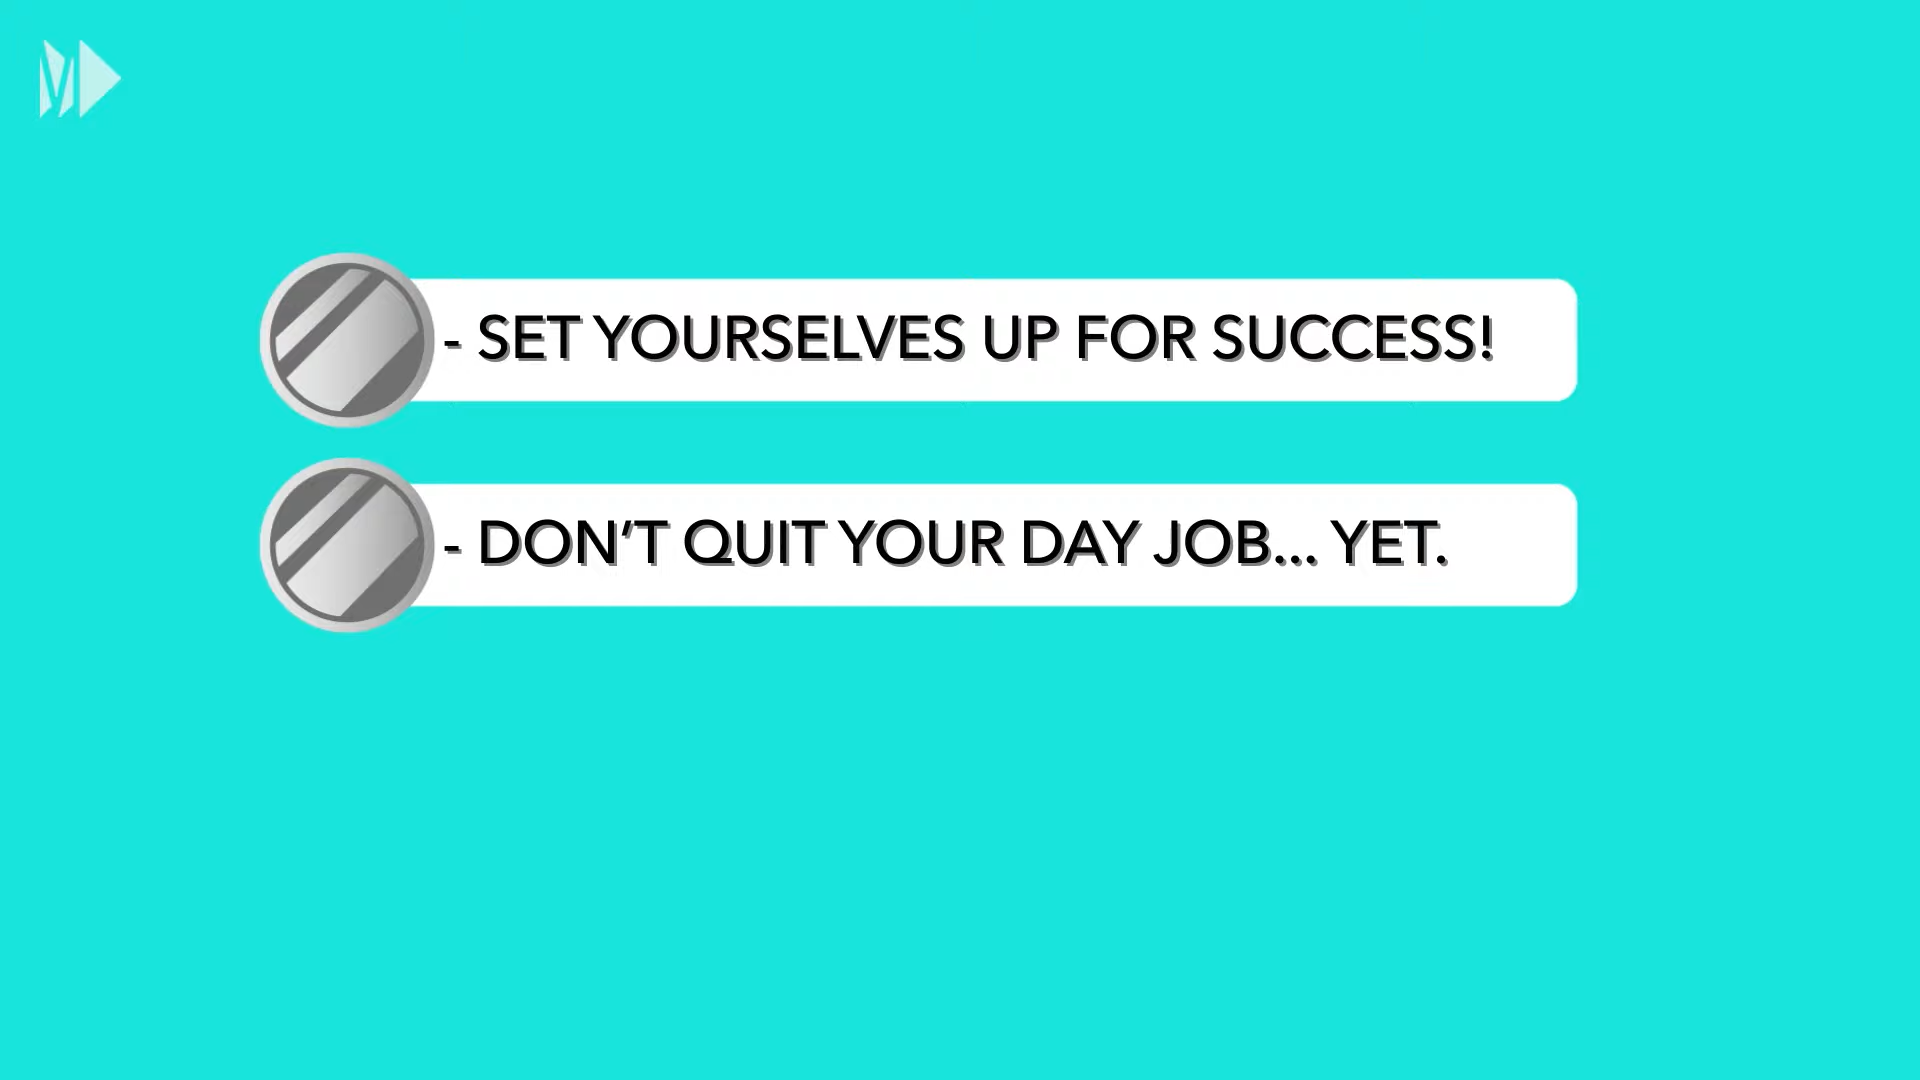 - SET YOURSELVES UP FOR SUCCESS!
- DON’T QUIT YOUR DAY JOB... YET.